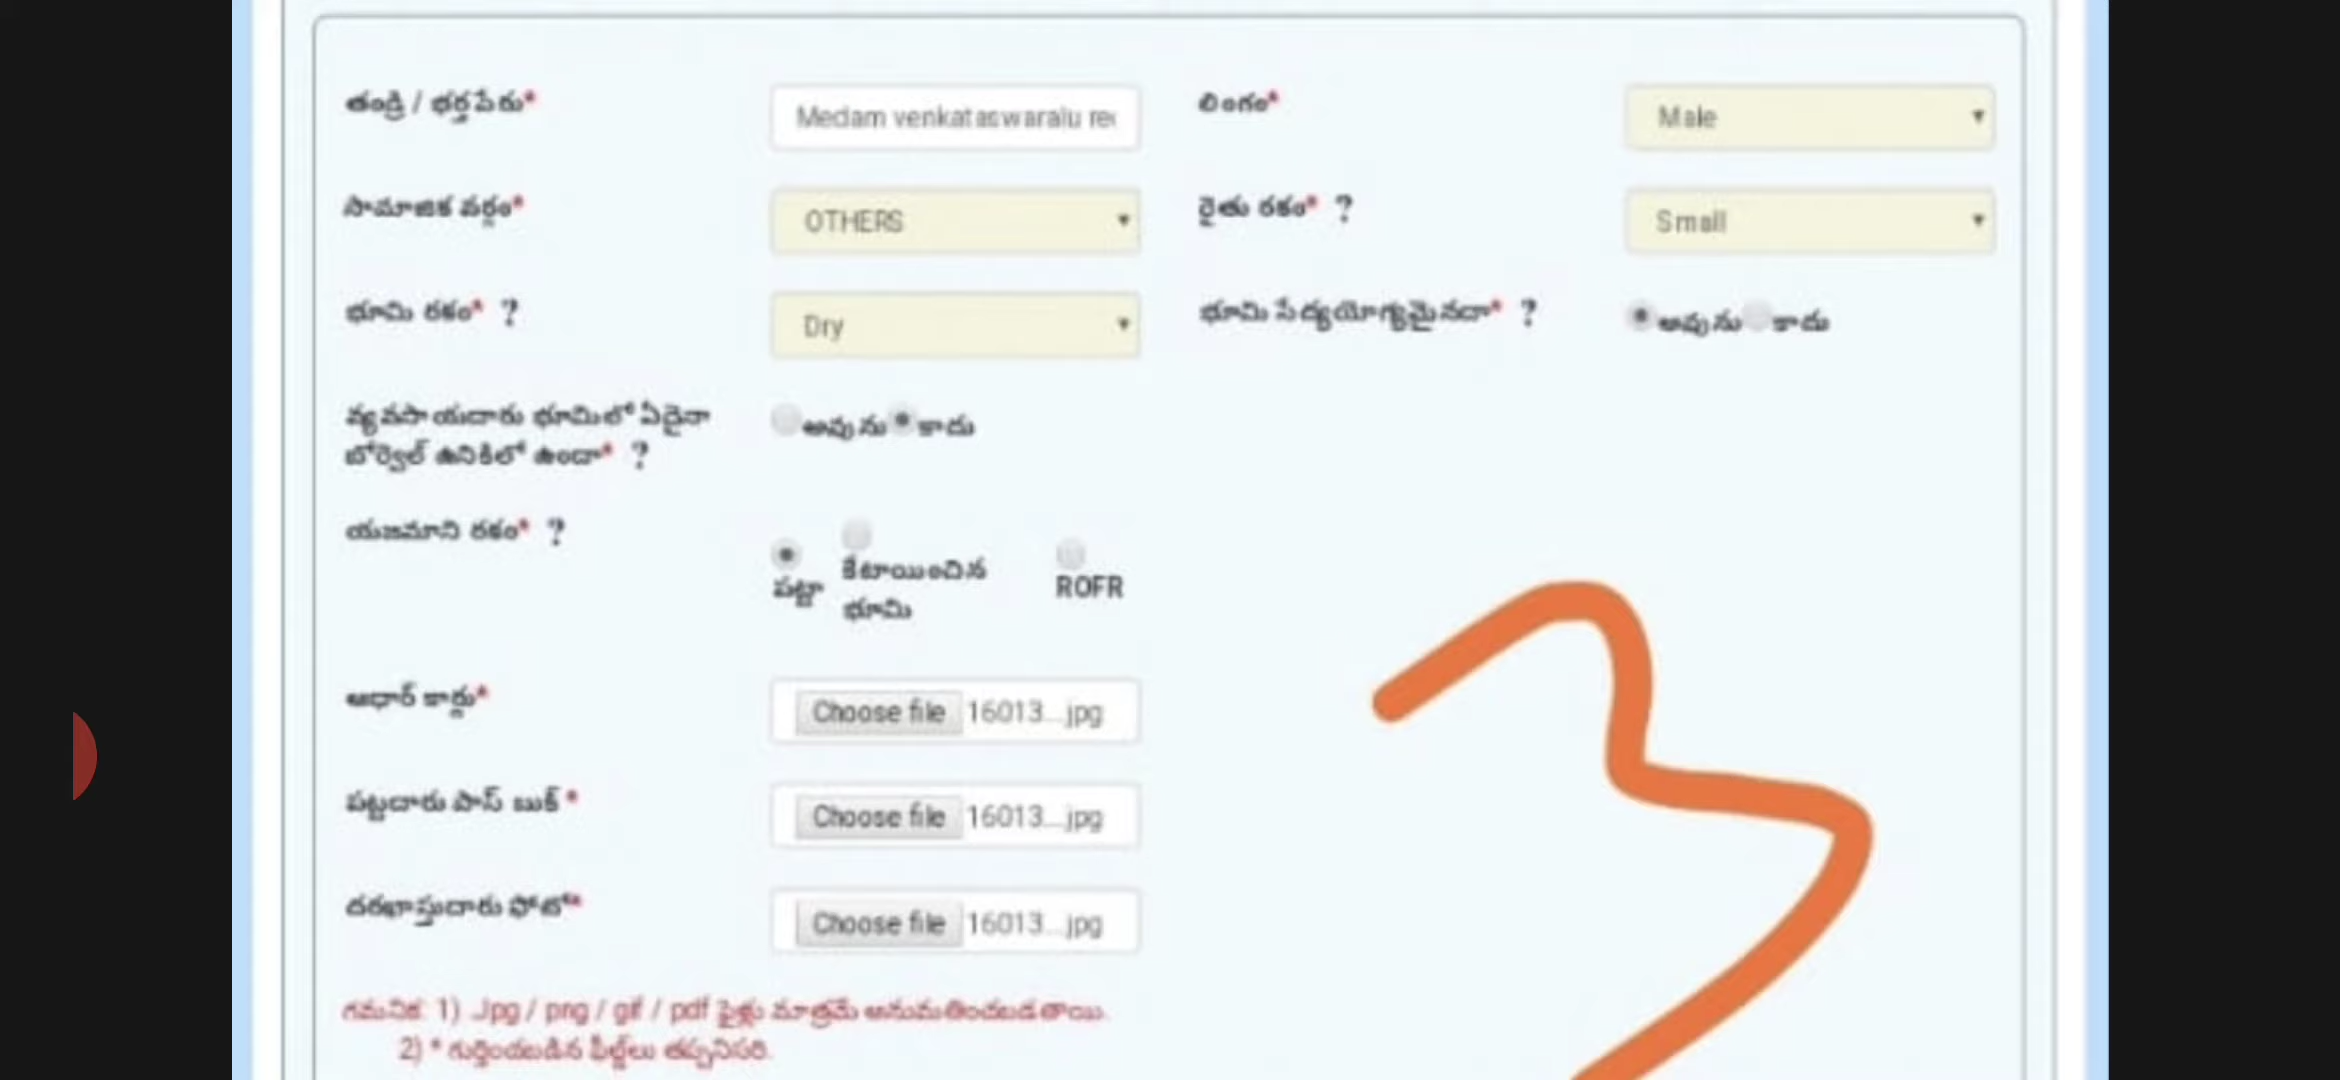 తండ్రి / భర్త పేరు* Medam venkataswaralu re లింగం* Male
సామాజిక వర్గం* OTHERS రైతు రకం* ? Small
భూమి రకం* ? Dry భూమి సేద్యయోగ్యమైనదా* ? అవును కాదు
వ్యవసాయదారు భూమిలో ఏదైనా
బోర్వెల్ ఉనికిలో ఉందా* ? అవును కాదు
యజమాని రకం* ? పట్టా కేటాయించిన
భూమి ROFR
ఆధార్ కార్డు* Choose file 16013...jpg
పట్టదారు పాస్ బుక్ * Choose file 16013...jpg
దరఖాస్తుదారు ఫోటో* Choose file 16013...jpg
గమనిక: 1) .Jpg / png / gif / pdf ఫైళ్లు మాత్రమే అనుమతించబడతాయి.
2) * గుర్తించబడిన ఫీల్డ్‌లు తప్పనిసరి.
3